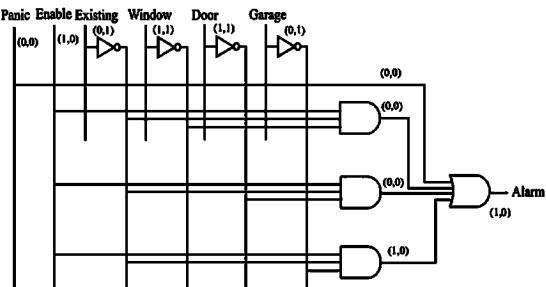 Panic Enable Existing Window Door Garage
(0,0) (1,0) (0,1) (1,1) (1,1) (0,1)
(0,0)
(0,0)
(0,0)
Alarm
(1,0)
(1,0)